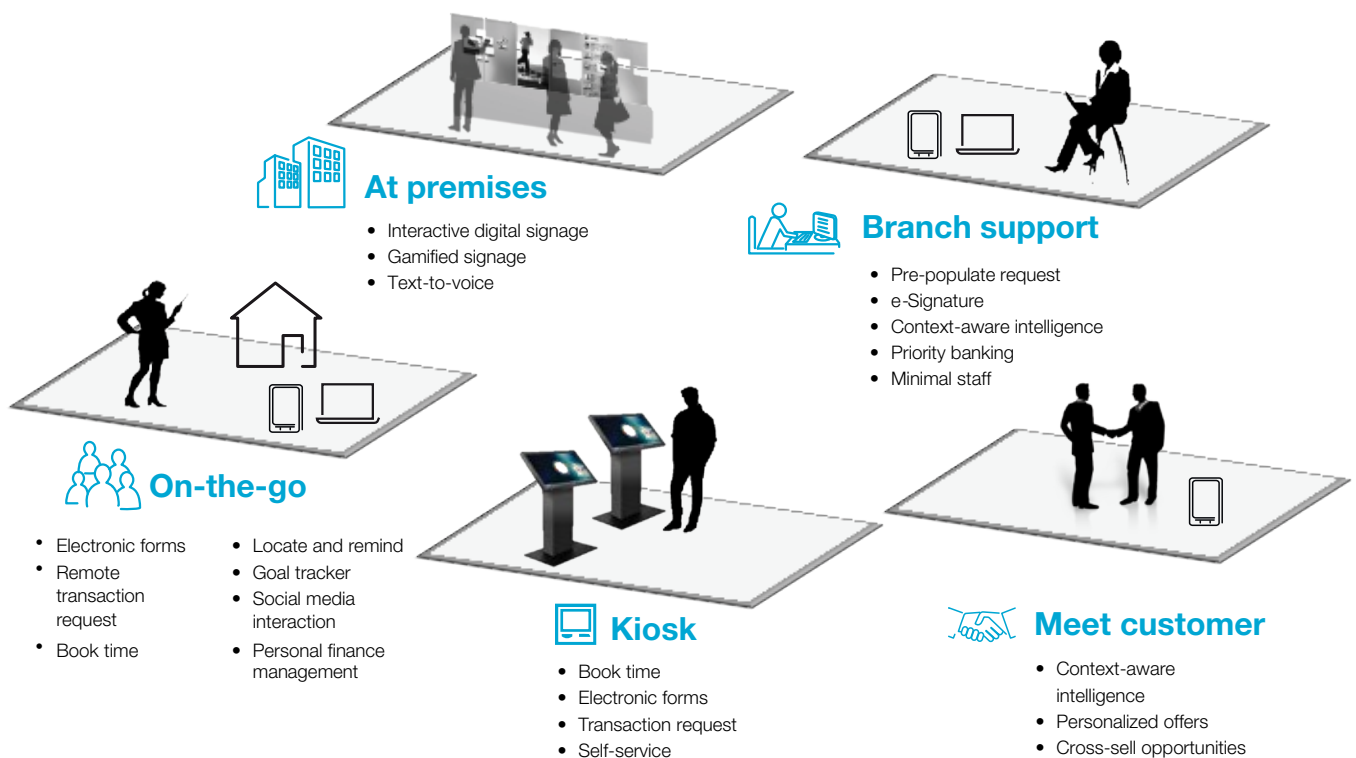 At premises
• Interactive digital signage
• Gamified signage
• Text-to-voice
Branch support
• Pre-populate request
• e-Signature
• Context-aware intelligence
• Priority banking
• Minimal staff
On-the-go
• Electronic forms
• Remote
transaction
request
• Book time
• Locate and remind
• Goal tracker
• Social media
interaction
• Personal finance
management
Kiosk
• Book time
• Electronic forms
• Transaction request
• Self-service
Meet customer
• Context-aware
intelligence
• Personalized offers
• Cross-sell opportunities